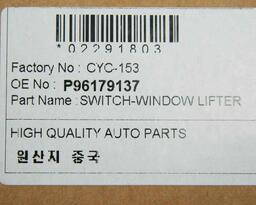 *02291803
Factory No : CYC-153
OE No : P96179137
Part Name : SWITCH-WINDOW LIFTER
HIGH QUALITY AUTO PARTS
원산지 중국